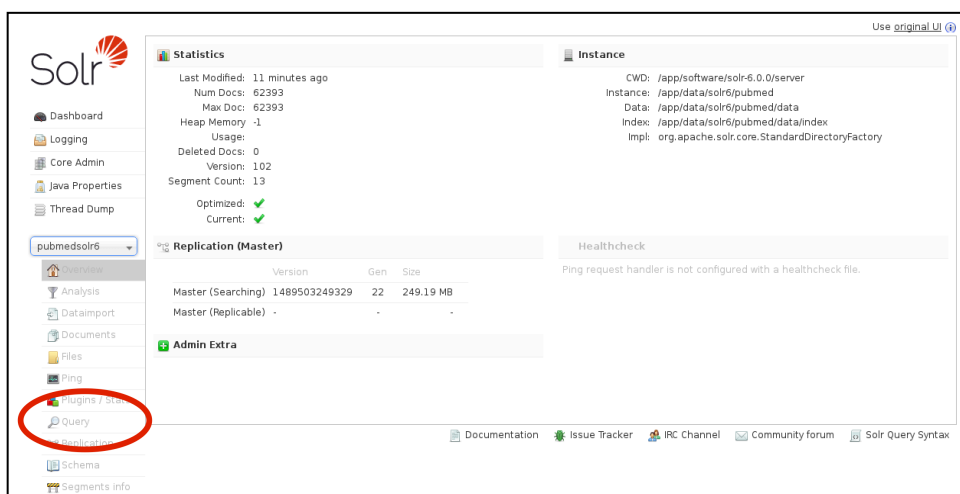 Use original UI
Solr
Dashboard
Logging
Core Admin
Java Properties
Thread Dump
pubmedsolr6
Overview
Analysis
Dataimport
Documents
Files
Ping
Plugins / Stats
Query
Replication
Schema
Segments info
Statistics
Last Modified: 11 minutes ago
Num Docs: 62393
Max Doc: 62393
Heap Memory -1
Usage:
Deleted Docs: 0
Version: 102
Segment Count: 13
Optimized:
Current:
Instance
CWD: /app/software/solr-6.0.0/server
Instance: /app/data/solr6/pubmed
Data: /app/data/solr6/pubmed/data
Index: /app/data/solr6/pubmed/data/index
Impl: org.apache.solr.core.StandardDirectoryFactory
Replication (Master)
Version Gen Size
Master (Searching) 1489503249329 22 249.19 MB
Master (Replicable) - - -
Healthcheck
Ping request handler is not configured with a healthcheck file.
Admin Extra
Documentation Issue Tracker IRC Channel Community forum Solr Query Syntax